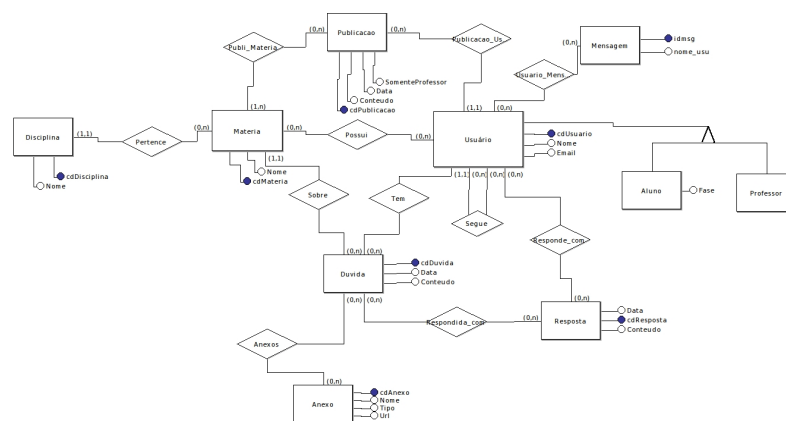 Publicacao
(0,n)
(0,n)
Publi_Materia
Publicacao_Us
SomenteProfessor
Data
Conteudo
cdPublicacao
Mensagem
idmsg
nome_usu
(0,n)
Usuario_Mens
(1,n)
(1,1)
(0,n)
Disciplina
(1,1)
Pertence
(0,n)
Materia
(0,n)
Possui
(0,n)
Usuário
cdUsuario
Nome
Email
cdDisciplina
Nome
(1,1)
Nome
cdMateria
(1,1)
(0,n)
(0,n)
(0,n)
Aluno
Fase
Professor
Sobre
Tem
Segue
Responde_com
(0,n)
(0,n)
Duvida
cdDuvida
Data
Conteudo
(0,n)
(0,n)
(0,n)
Respondida_com
(0,n)
Resposta
Data
cdResposta
Conteudo
Anexos
(0,n)
Anexo
cdAnexo
Nome
Tipo
Url